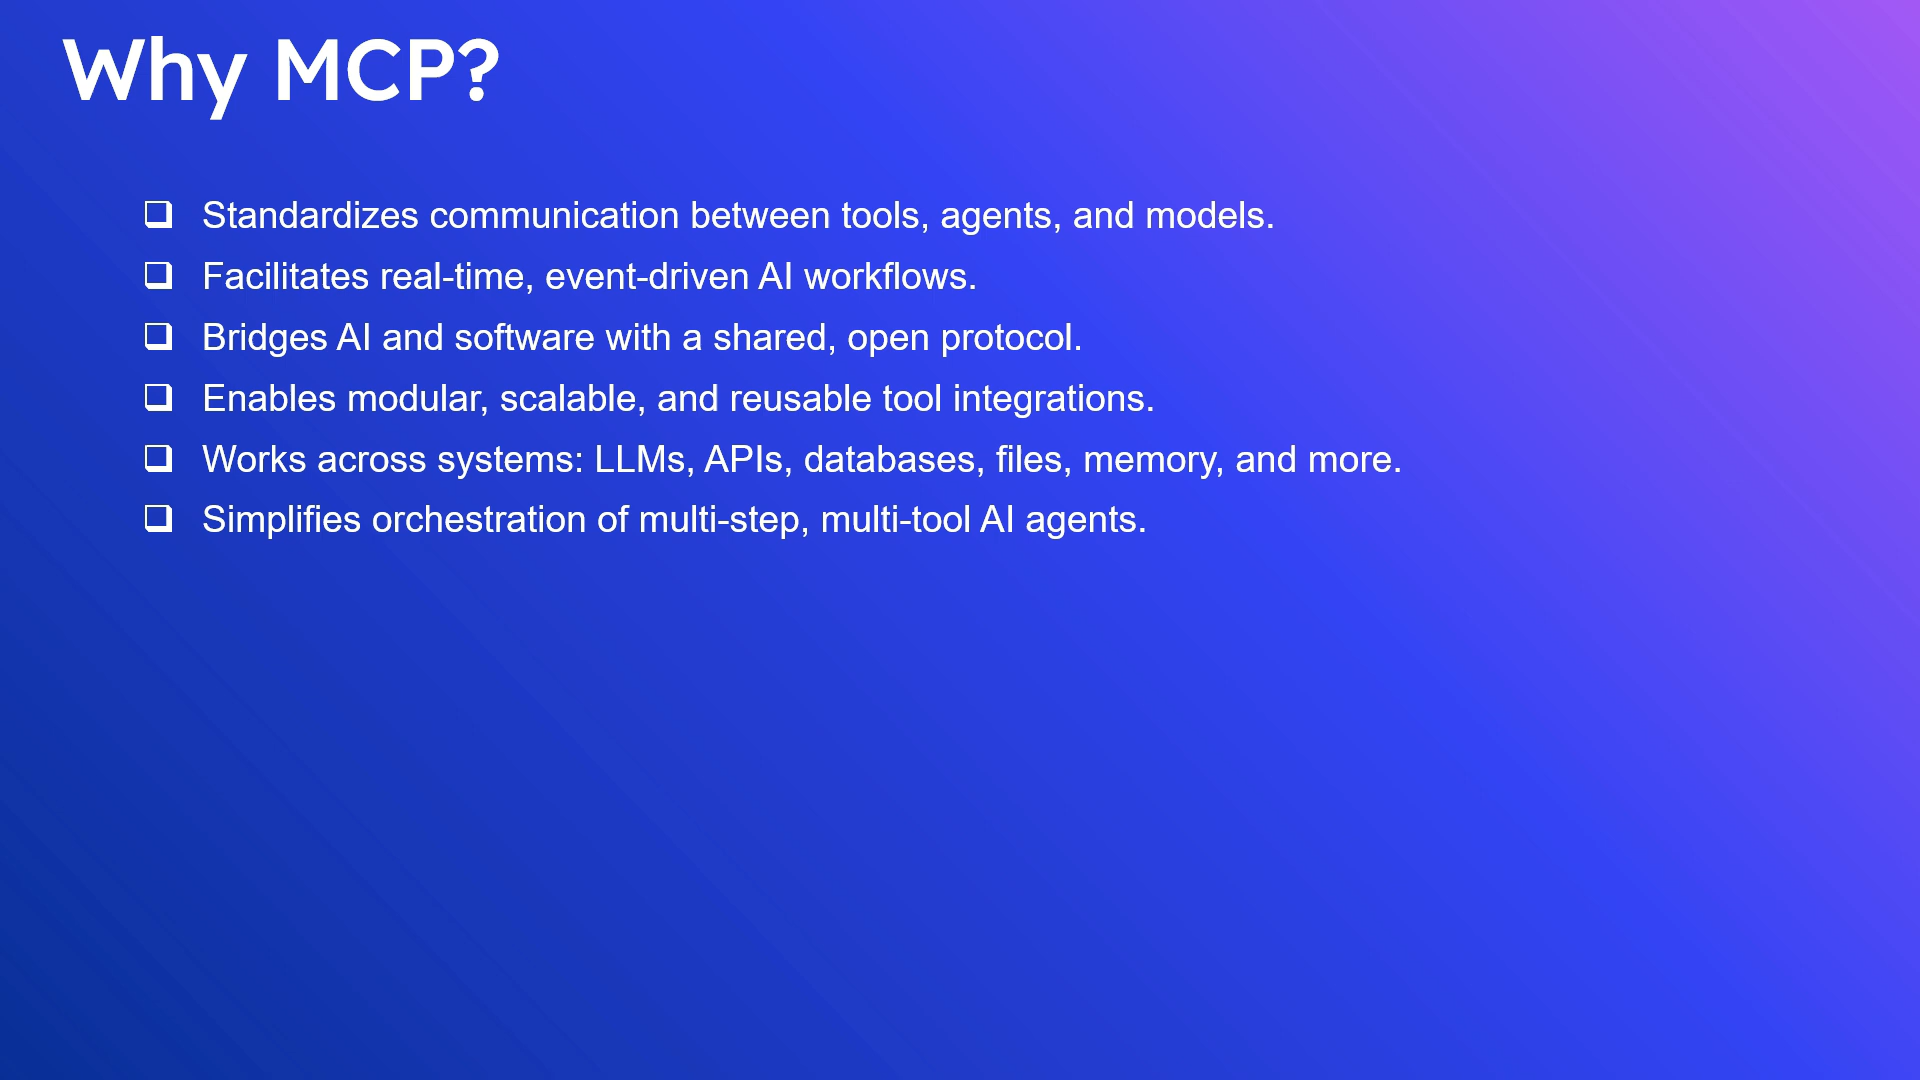 Why MCP?
❑ Standardizes communication between tools, agents, and models.
❑ Facilitates real-time, event-driven AI workflows.
❑ Bridges AI and software with a shared, open protocol.
❑ Enables modular, scalable, and reusable tool integrations.
❑ Works across systems: LLMs, APIs, databases, files, memory, and more.
❑ Simplifies orchestration of multi-step, multi-tool AI agents.